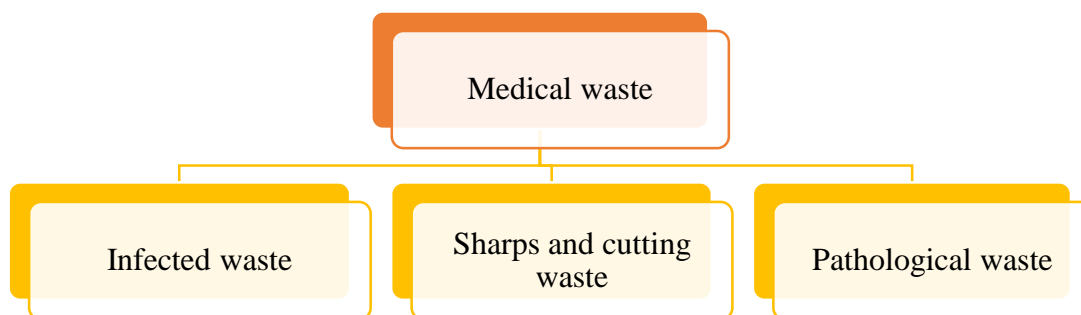 Medical waste
Infected waste
Sharps and cutting
waste
Pathological waste